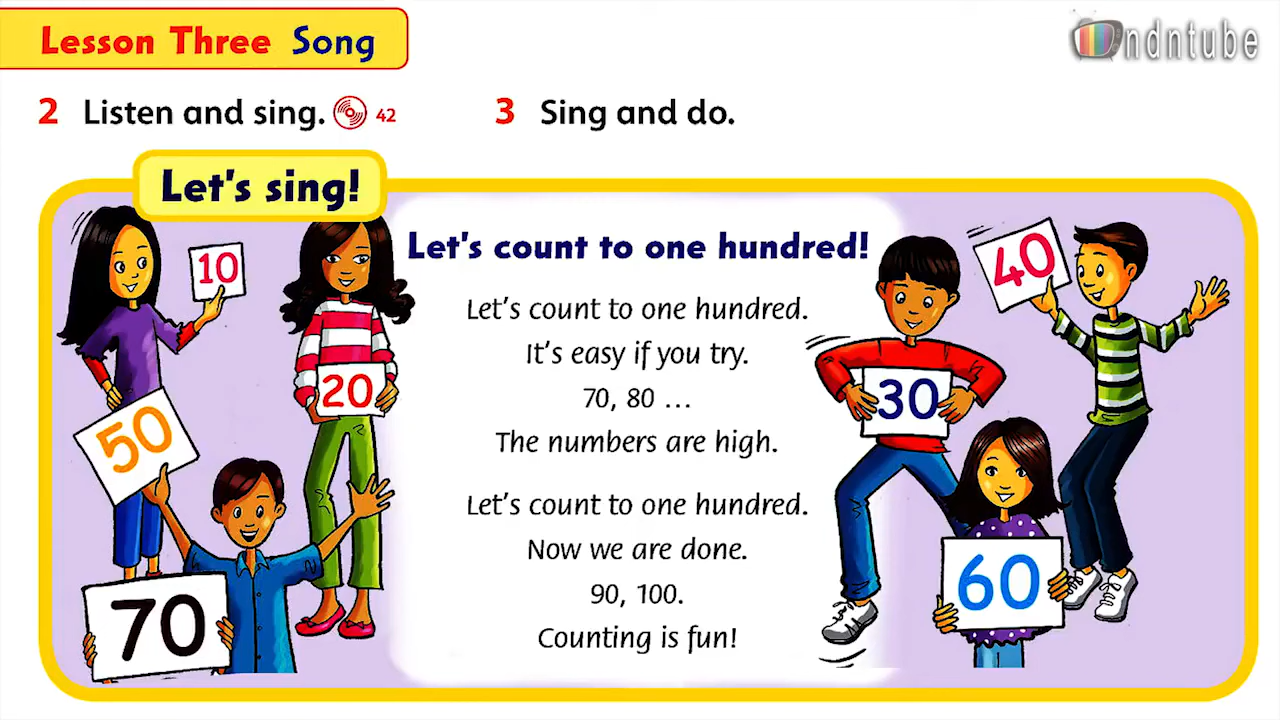 Lesson Three Song
ndntube
2 Listen and sing. 42
3 Sing and do.
Let's sing!
Let's count to one hundred!
Let's count to one hundred.
It's easy if you try.
70, 80 ...
The numbers are high.
Let's count to one hundred.
Now we are done.
90, 100.
Counting is fun!
10
20
50
70
30
40
60